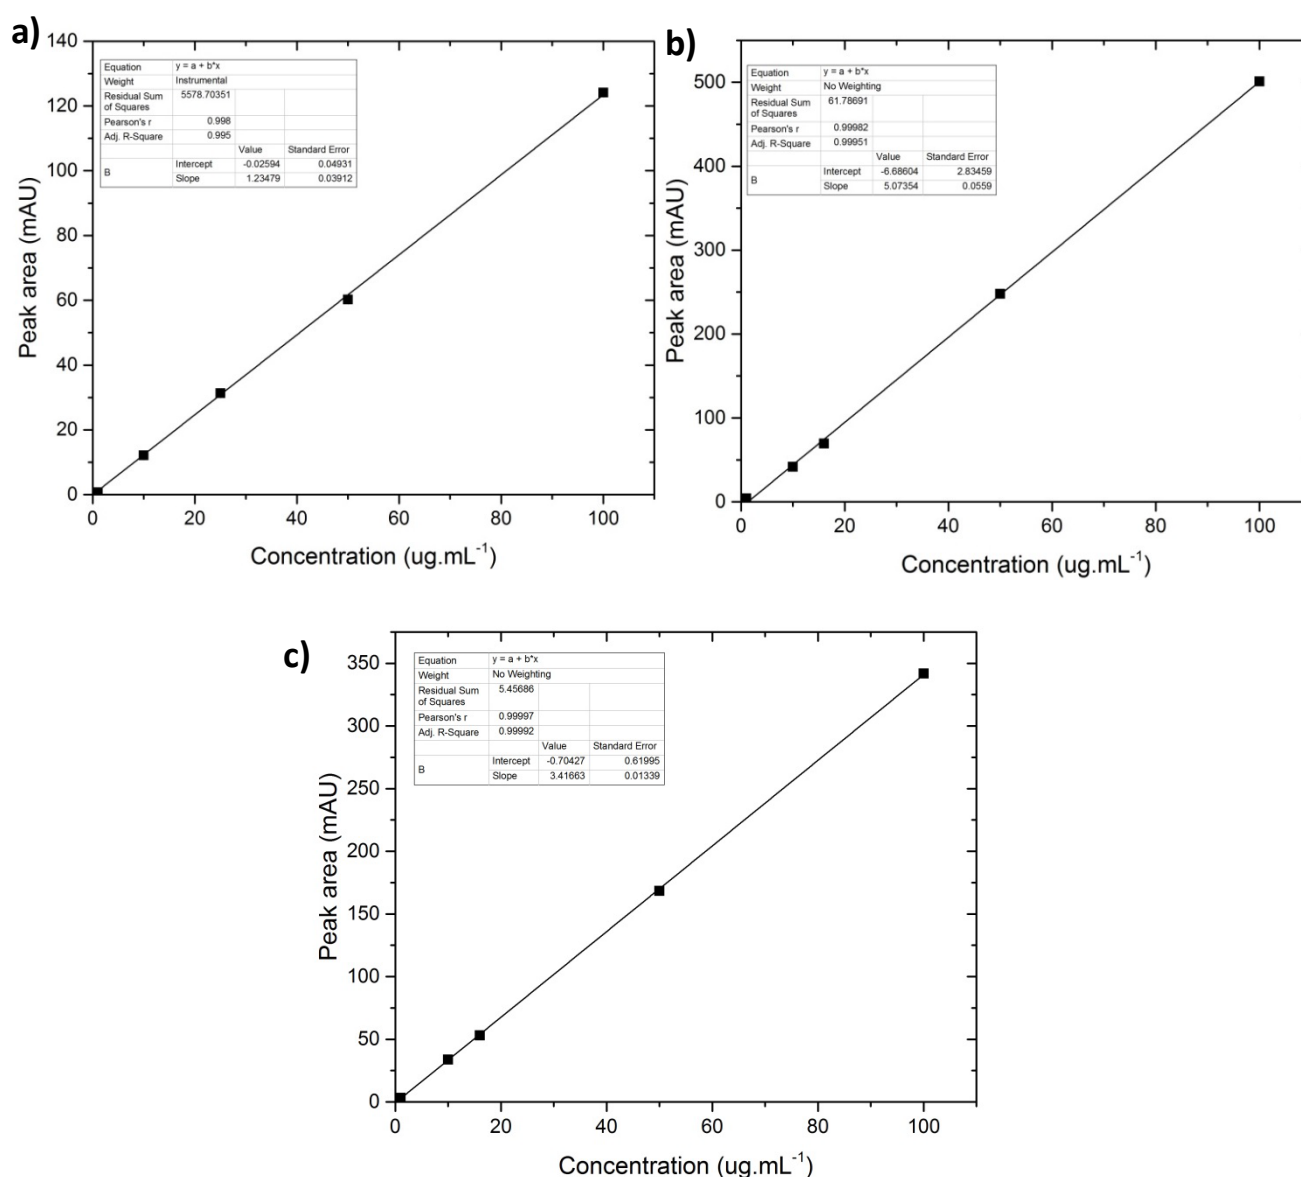 a)
140
120
100
80
60
40
20
0
Peak area (mAU)
Equation y = a + b*x
Weight Instrumental
Residual Sum of Squares 5578.70351
Pearson's r 0.998
Adj. R-Square 0.995
Value Standard Error
B Intercept -0.02594 0.04931
Slope 1.23479 0.03912
0 20 40 60 80 100
Concentration (ug.mL⁻¹)
b)
500
400
300
200
100
0
Peak area (mAU)
Equation y = a + b*x
Weight No Weighting
Residual Sum of Squares 61.78691
Pearson's r 0.99982
Adj. R-Square 0.99951
Value Standard Error
B Intercept -6.68604 2.83459
Slope 5.07354 0.0559
0 20 40 60 80 100
Concentration (ug.mL⁻¹)
c)
350
300
250
200
150
100
50
0
Peak area (mAU)
Equation y = a + b*x
Weight No Weighting
Residual Sum of Squares 5.45686
Pearson's r 0.99997
Adj. R-Square 0.99992
Value Standard Error
B Intercept -0.70427 0.61995
Slope 3.41663 0.01339
0 20 40 60 80 100
Concentration (ug.mL⁻¹)